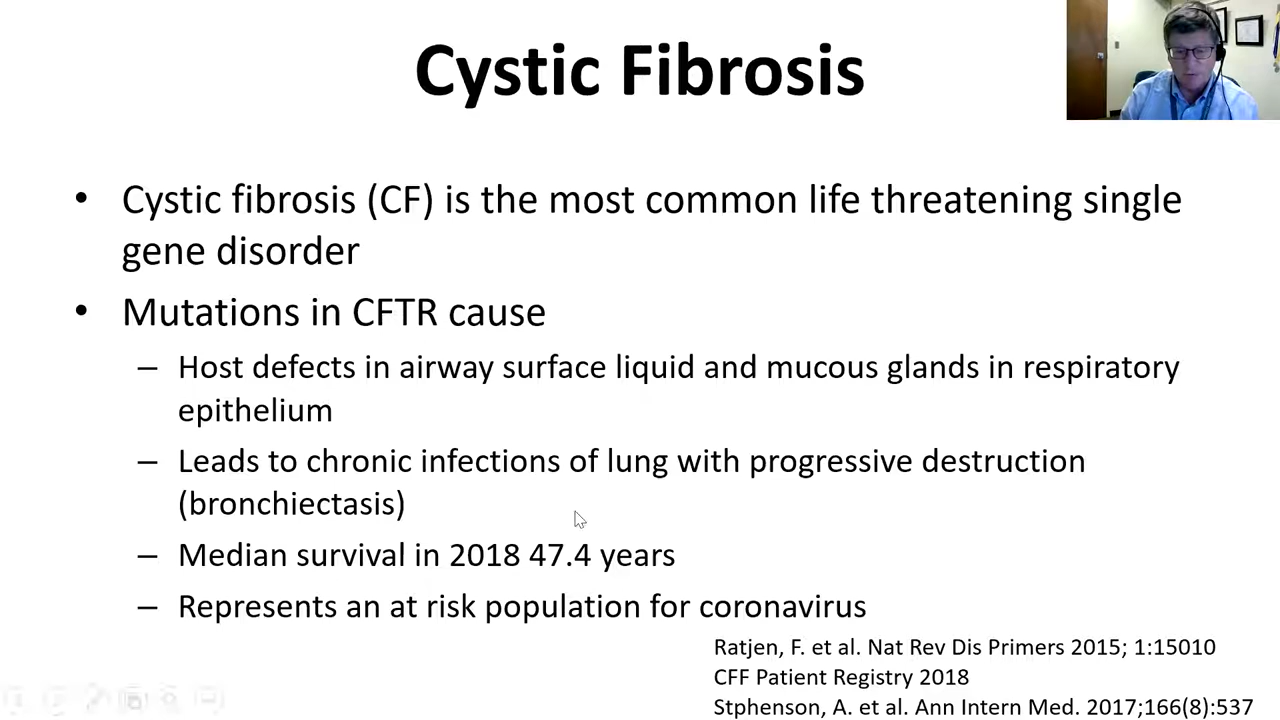 Cystic Fibrosis
• Cystic fibrosis (CF) is the most common life threatening single
gene disorder
• Mutations in CFTR cause
– Host defects in airway surface liquid and mucous glands in respiratory
epithelium
– Leads to chronic infections of lung with progressive destruction
(bronchiectasis)
– Median survival in 2018 47.4 years
– Represents an at risk population for coronavirus
Ratjen, F. et al. Nat Rev Dis Primers 2015; 1:15010
CFF Patient Registry 2018
Stphenson, A. et al. Ann Intern Med. 2017;166(8):537